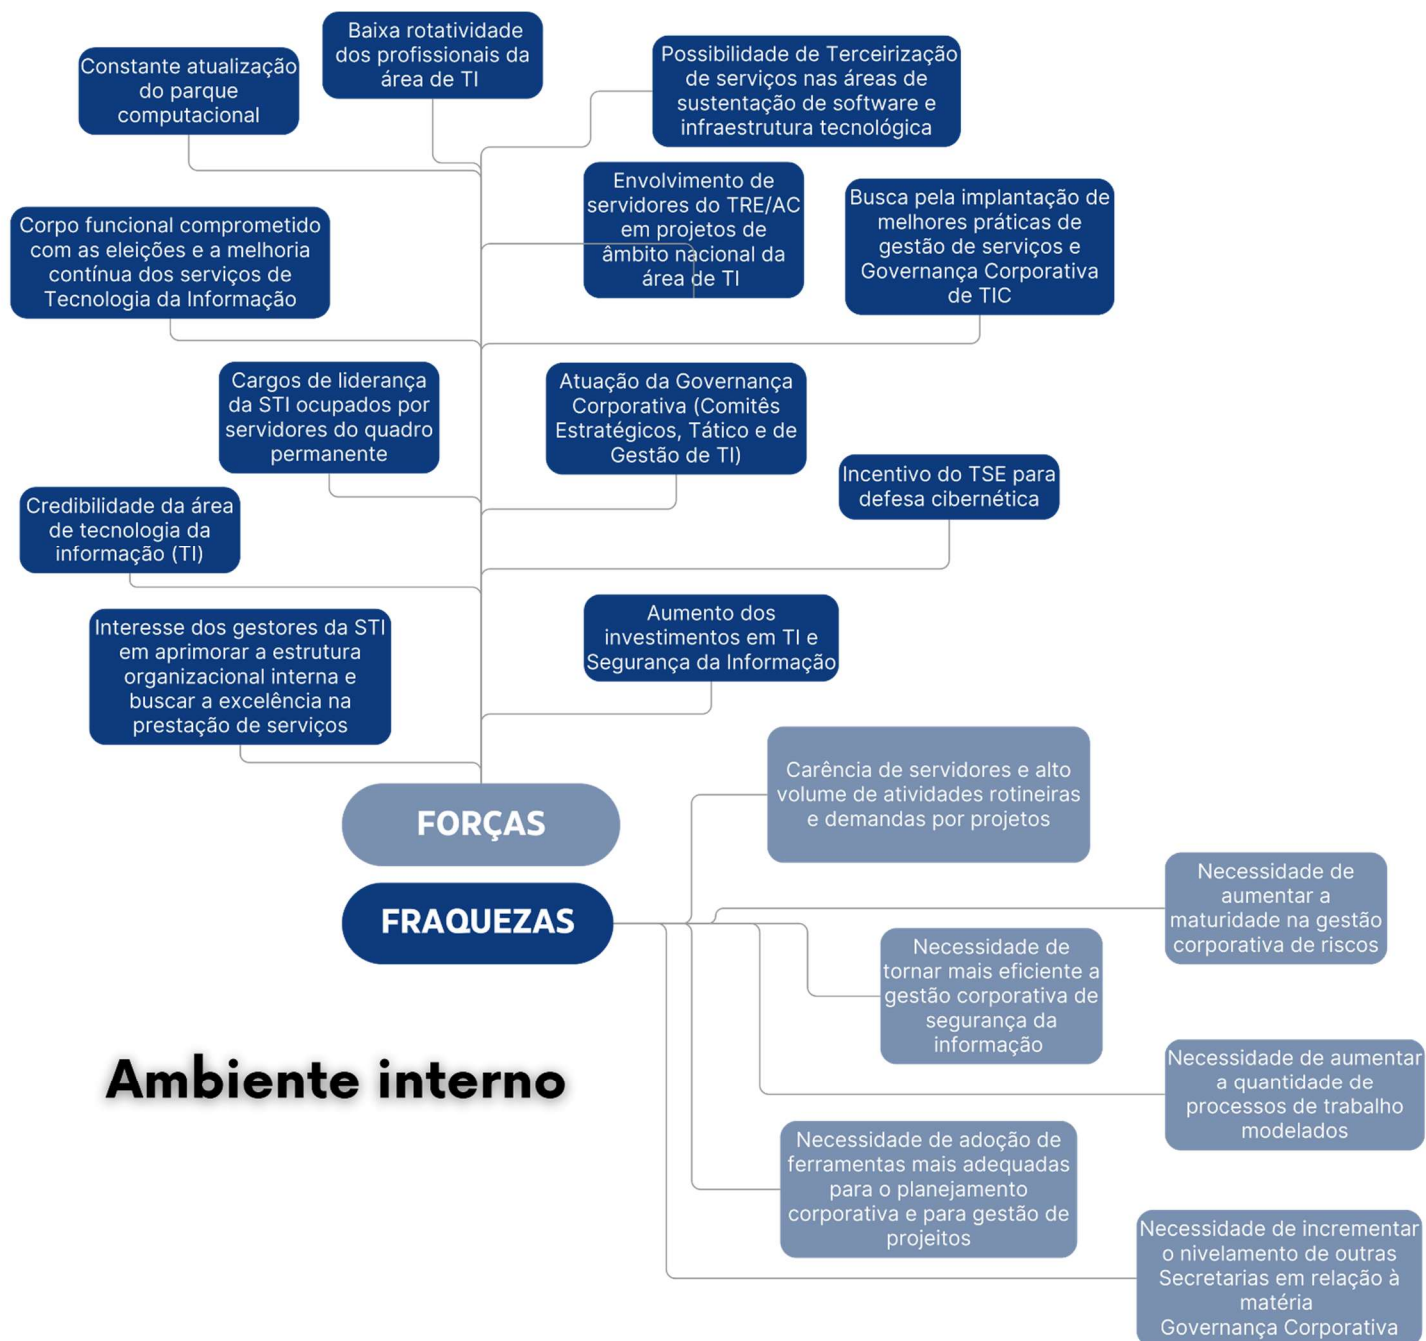 Baixa rotatividade
dos profissionais da
área de TI
Constante atualização
do parque
computacional
Possibilidade de Terceirização
de serviços nas áreas de
sustentação de software e
infraestrutura tecnológica
Envolvimento de
servidores do TRE/AC
em projetos de
âmbito nacional da
área de TI
Busca pela implantação de
melhores práticas de
gestão de serviços e
Governança Corporativa
de TIC
Corpo funcional comprometido
com as eleições e a melhoria
contínua dos serviços de
Tecnologia da Informação
Cargos de liderança
da STI ocupados por
servidores do quadro
permanente
Atuação da Governança
Corporativa (Comitês
Estratégicos, Tático e de
Gestão de TI)
Incentivo do TSE para
defesa cibernética
Credibilidade da área
de tecnologia da
informação (TI)
Aumento dos
investimentos em TI e
Segurança da Informação
Interesse dos gestores da STI
em aprimorar a estrutura
organizacional interna e
buscar a excelência na
prestação de serviços
FORÇAS
FRAQUEZAS
Carência de servidores e alto
volume de atividades rotineiras
e demandas por projetos
Necessidade de
aumentar a
maturidade na gestão
corporativa de riscos
Necessidade de
tornar mais eficiente a
gestão corporativa de
segurança da
informação
Necessidade de aumentar
a quantidade de
processos de trabalho
modelados
Necessidade de adoção de
ferramentas mais adequadas
para o planejamento
corporativa e para gestão de
projeitos
Necessidade de incrementar
o nivelamento de outras
Secretarias em relação à
matéria
Governança Corporativa
Ambiente interno